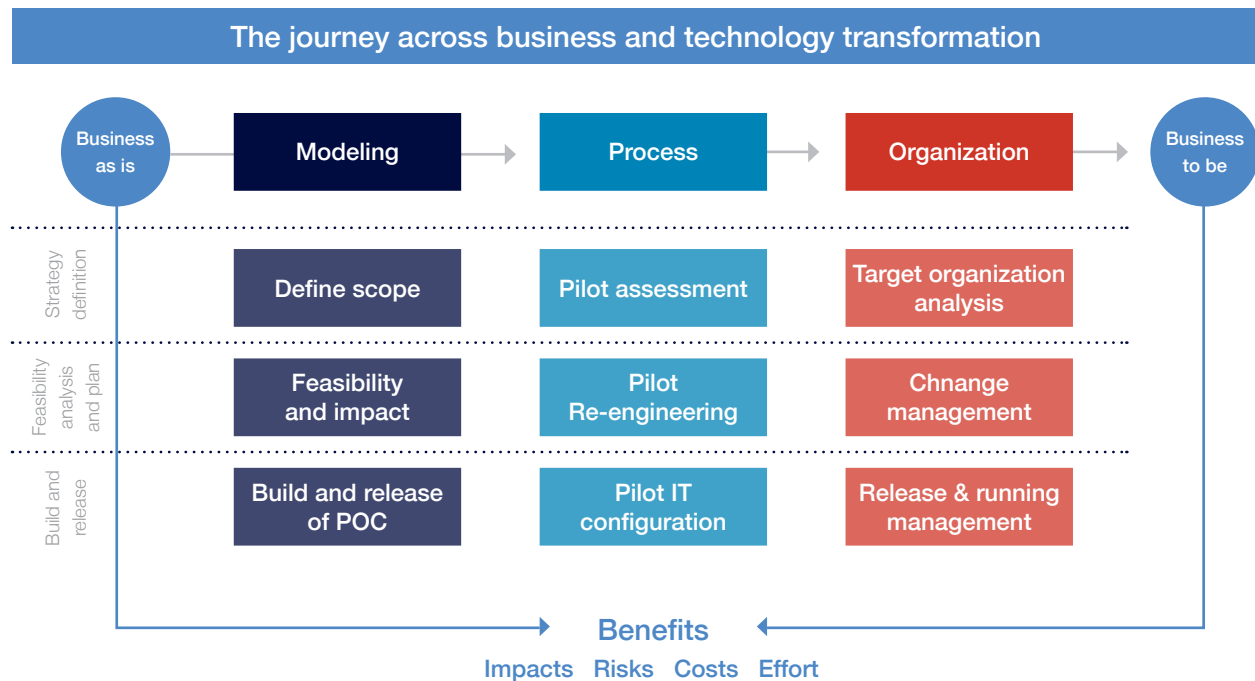 The journey across business and technology transformation
Business
as is
Modeling
Process
Organization
Business
to be
Strategy
definition
Define scope
Pilot assessment
Target organization
analysis
Feasibility
analysis
and plan
Feasibility
and impact
Pilot
Re-engineering
Chnange
management
Build and
release
Build and release
of POC
Pilot IT
configuration
Release & running
management
Benefits
Impacts Risks Costs Effort